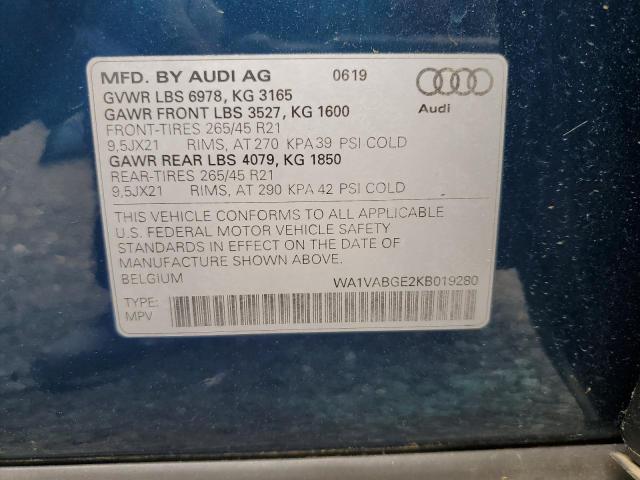 MFD. BY AUDI AG 0619
GVWR LBS 6978, KG 3165
GAWR FRONT LBS 3527, KG 1600 Audi
FRONT-TIRES 265/45 R21
9,5JX21 RIMS, AT 270 KPA 39 PSI COLD
GAWR REAR LBS 4079, KG 1850
REAR-TIRES 265/45 R21
9,5JX21 RIMS, AT 290 KPA 42 PSI COLD
THIS VEHICLE CONFORMS TO ALL APPLICABLE
U.S. FEDERAL MOTOR VEHICLE SAFETY
STANDARDS IN EFFECT ON THE DATE OF
MANUFACTURE SHOWN ABOVE.
BELGIUM WA1VABGE2KB019280
TYPE:
MPV